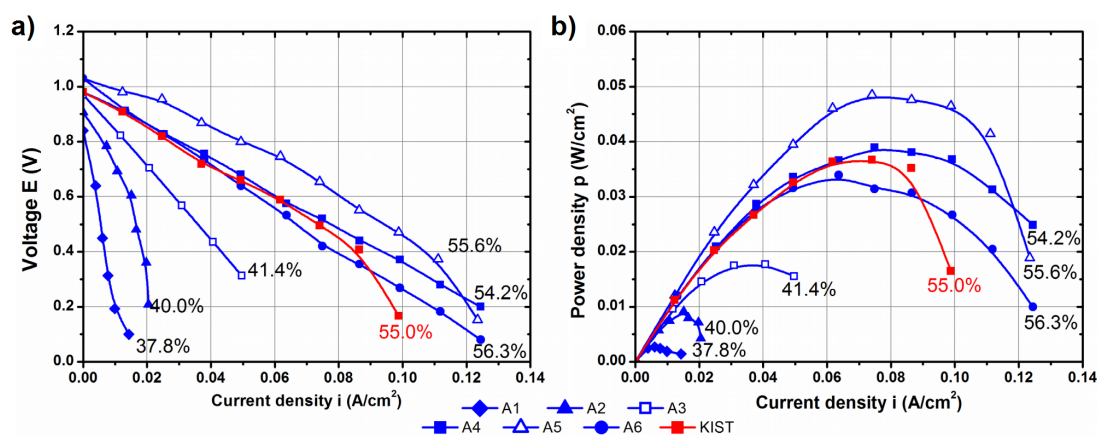 a)
Voltage E (V)
1.2
1.0
0.8
0.6
0.4
0.2
0.0
55.6%
54.2%
41.4%
40.0%
55.0%
37.8%
56.3%
0.00 0.02 0.04 0.06 0.08 0.10 0.12 0.14
Current density i (A/cm²)
b)
Power density p (W/cm²)
0.06
0.05
0.04
0.03
0.02
0.01
0.00
54.2%
55.6%
41.4%
55.0%
56.3%
40.0%
37.8%
0.00 0.02 0.04 0.06 0.08 0.10 0.12 0.14
Current density i (A/cm²)
A1 A2 A3
A4 A5 A6 KIST